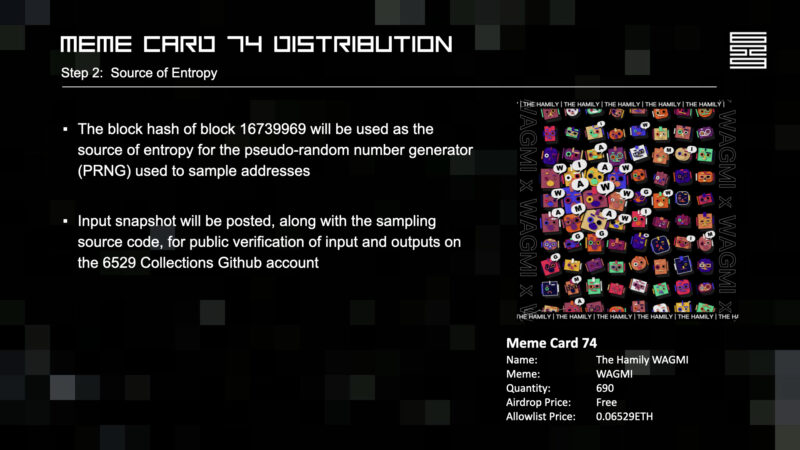 MEME CARD 74 DISTRIBUTION
Step 2:  Source of Entropy
▪ The block hash of block 16739969 will be used as the
source of entropy for the pseudo-random number generator
(PRNG) used to sample addresses
▪ Input snapshot will be posted, along with the sampling
source code, for public verification of input and outputs on
the 6529 Collections Github account
| THE HAMILY | THE HAMILY | THE HAMILY | THE HAMILY | THE HAMILY |
WAGMI x WAGMI x
WAGMI x WAGMI x
THE HAMILY | THE HAMILY | THE HAMILY | THE HAMILY | THE HAMILY | THE HA
Meme Card 74
Name: The Hamily WAGMI
Meme: WAGMI
Quantity: 690
Airdrop Price: Free
Allowlist Price: 0.06529ETH